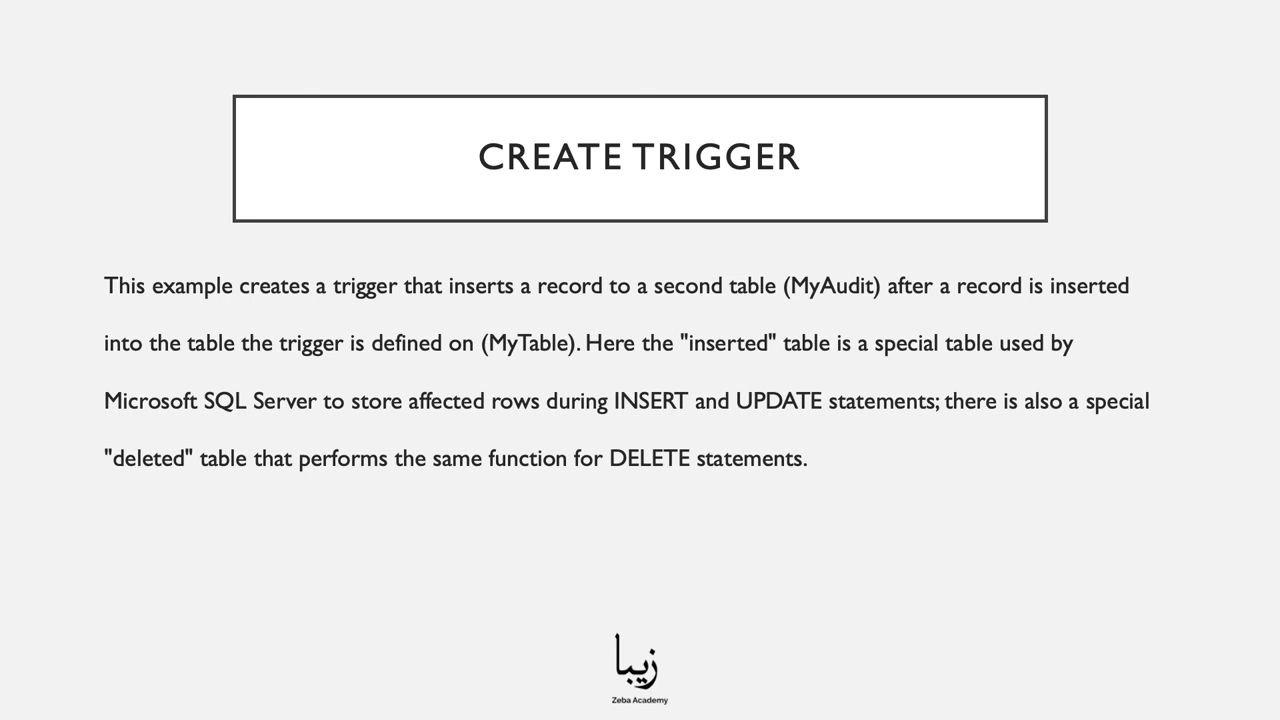 CREATE TRIGGER
This example creates a trigger that inserts a record to a second table (MyAudit) after a record is inserted
into the table the trigger is defined on (MyTable). Here the "inserted" table is a special table used by
Microsoft SQL Server to store affected rows during INSERT and UPDATE statements; there is also a special
"deleted" table that performs the same function for DELETE statements.
زیبا
Zeba Academy